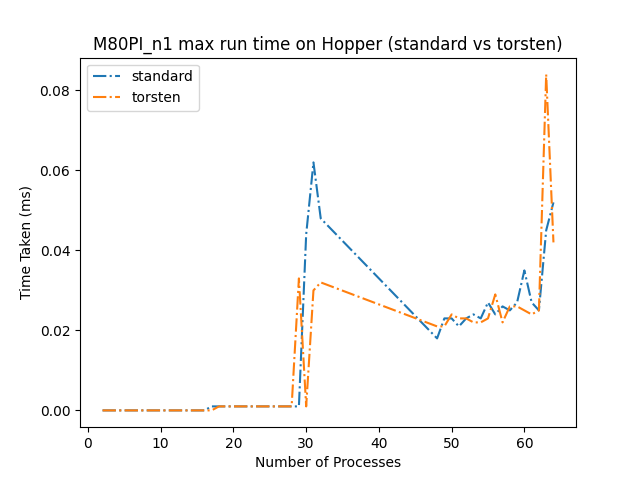 M80PI_n1 max run time on Hopper (standard vs torsten)
standard
torsten
Time Taken (ms)
0.08
0.06
0.04
0.02
0.00
0 10 20 30 40 50 60
Number of Processes